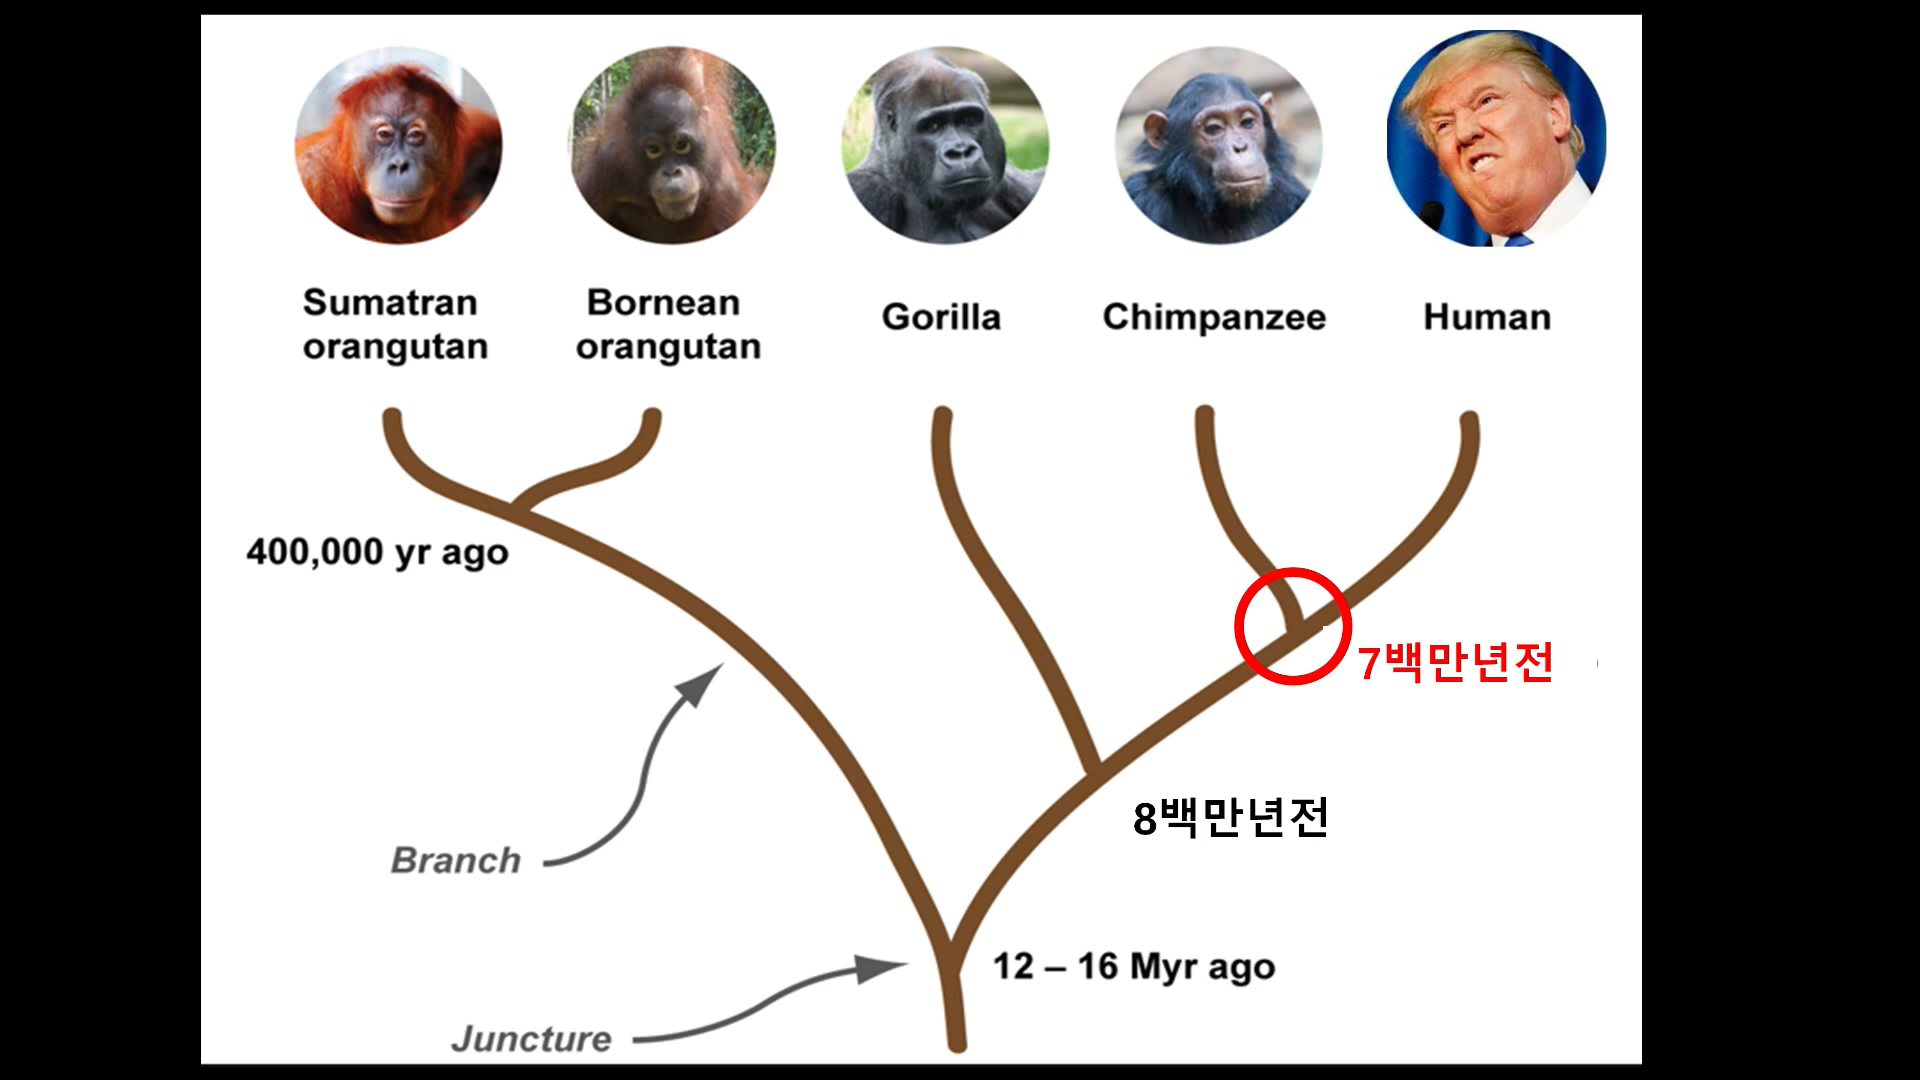 Sumatran
orangutan
Bornean
orangutan
Gorilla
Chimpanzee
Human
400,000 yr ago
7백만년전
8백만년전
Branch
12 – 16 Myr ago
Juncture